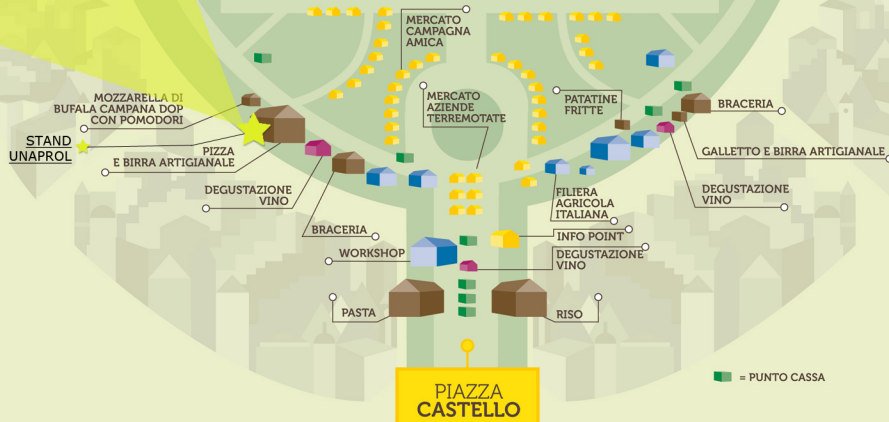 MERCATO
CAMPAGNA
AMICA
MOZZARELLA DI
BUFALA CAMPANA DOP
CON POMODORI
MERCATO
AZIENDE
TERREMOTATE
PATATINE
FRITTE
BRACERIA
STAND
UNAPROL
PIZZA
E BIRRA ARTIGIANALE
GALLETTO E BIRRA ARTIGIANALE
DEGUSTAZIONE
VINO
FILIERA
AGRICOLA
ITALIANA
DEGUSTAZIONE
VINO
BRACERIA
INFO POINT
WORKSHOP
DEGUSTAZIONE
VINO
PASTA
RISO
= PUNTO CASSA
PIAZZA
CASTELLO